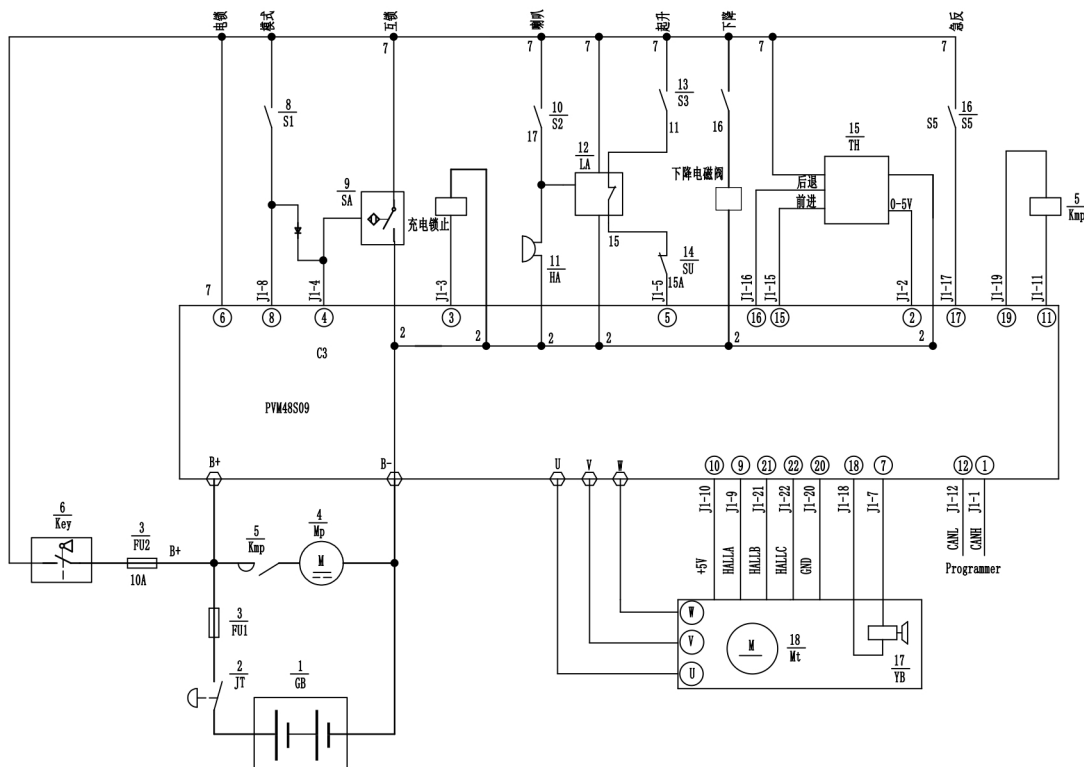 电锁
模式
互锁
喇叭
起升
下降
急反
7
7
7
7
7
7
7
8
S1
10
S2
17
13
S3
11
16
16
S5
S5
9
SA
充电锁止
12
LA
下降电磁阀
15
TH
后退
前进
0-5V
5
Kmp
11
HA
15
14
SU
15A
7
J1-8
J1-4
J1-3
J1-5
J1-16
J1-15
J1-2
J1-17
J1-19
J1-11
6
8
4
3
5
16
15
2
17
19
11
2
2
2
2
2
2
C3
PVM48S09
B+
B-
U
V
W
10
9
21
22
20
18
7
12
1
J1-10
J1-9
J1-21
J1-22
J1-20
J1-18
J1-7
J1-12
J1-1
+5V
HALLA
HALLB
HALLC
GND
CANL
CANH
Programmer
6
Key
3
FU2
10A
B+
5
Kmp
4
Mp
M
3
FU1
2
JT
1
GB
W
V
U
M
18
Mt
17
YB